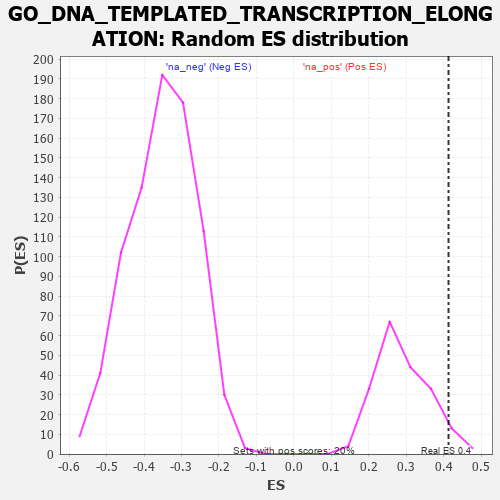 GO_DNA_TEMPLATED_TRANSCRIPTION_ELONG
ATION: Random ES distribution
'na_neg' (Neg ES)
'na_pos' (Pos ES)
200
190
180
170
160
150
140
130
120
110
100
90
80
70
60
50
40
30
20
10
0
P(ES)
Sets with pos scores: 20%
Real ES 0.4
-0.6 -0.5 -0.4 -0.3 -0.2 -0.1 0.0 0.1 0.2 0.3 0.4 0.5
ES